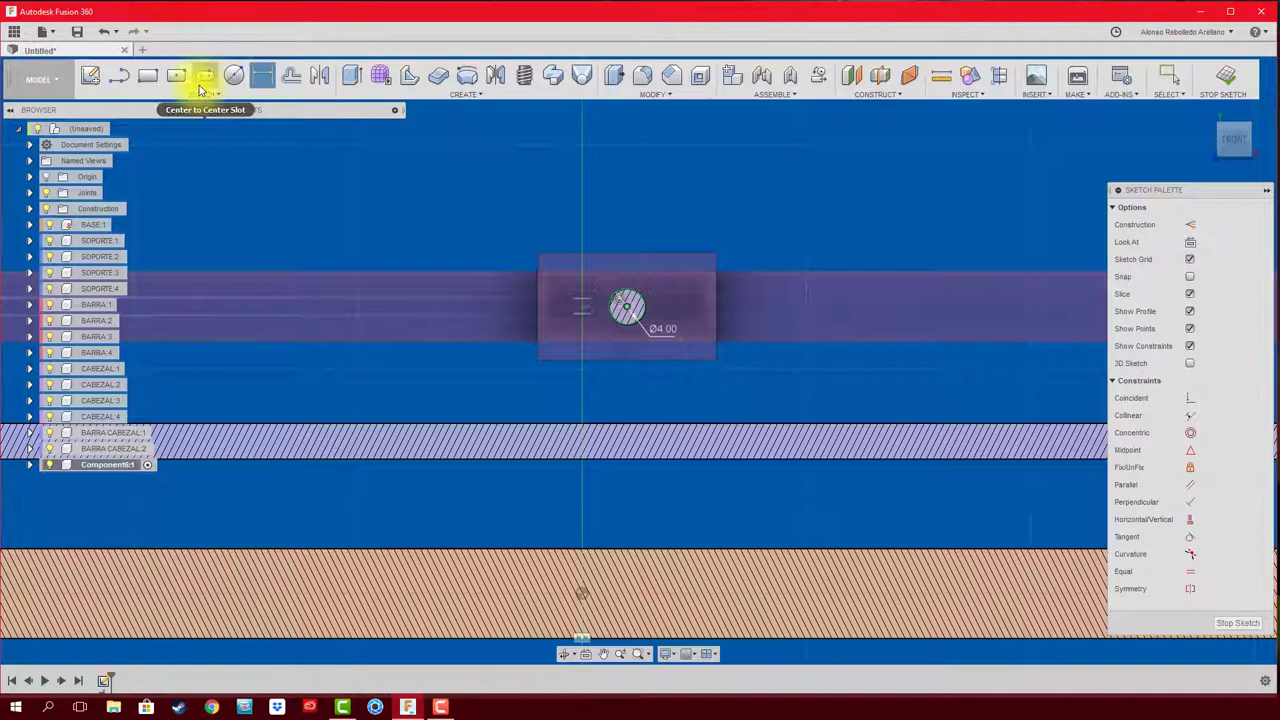 Autodesk Fusion 360
Alonso Rebolledo Arellano
Untitled*
MODEL
SKETCH
CREATE
MODIFY
ASSEMBLE
CONSTRUCT
INSPECT
INSERT
MAKE
ADD-INS
SELECT
STOP SKETCH
BROWSER
Center to Center Slot
(Unsaved)
Document Settings
Named Views
Origin
Joints
Construction
BASE:1
SOPORTE:1
SOPORTE:2
SOPORTE:3
SOPORTE:4
BARRA:1
BARRA:2
BARRA:3
BARRA:4
CABEZAL:1
CABEZAL:2
CABEZAL:3
CABEZAL:4
BARRA CABEZAL:1
BARRA CABEZAL:2
Component6:1
Ø4.00
FRONT
SKETCH PALETTE
Options
Construction
Look At
Sketch Grid
Snap
Slice
Show Profile
Show Points
Show Constraints
3D Sketch
Constraints
Coincident
Collinear
Concentric
Midpoint
Fix/UnFix
Parallel
Perpendicular
Horizontal/Vertical
Tangent
Curvature
Equal
Symmetry
Stop Sketch